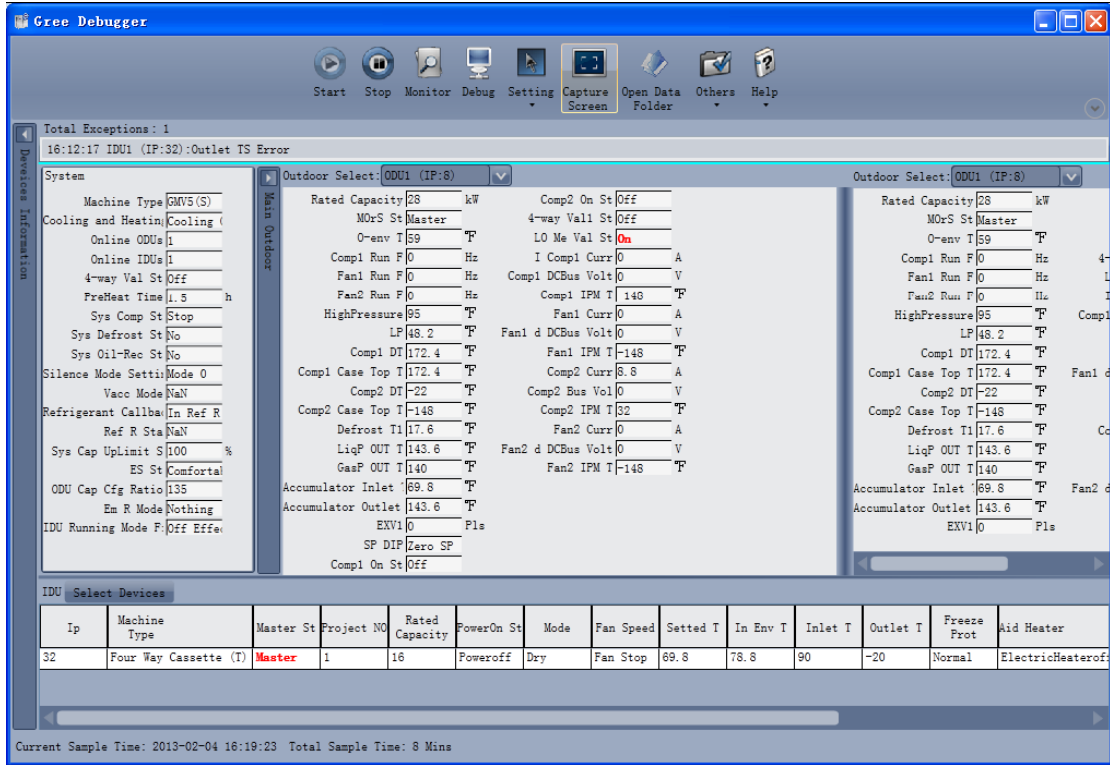 Gree Debugger
Start Stop Monitor Debug Setting Capture Screen Open Data Folder Others Help
Total Exceptions: 1
16:12:17 IDU1 (IP:32):Outlet TS Error
Deveices Information
System
Machine Type GMV5(S)
Cooling and Heatin Cooling
Online ODUs 1
Online IDUs 1
4-way Val St Off
PreHeat Time 1.5 h
Sys Comp St Stop
Sys Defrost St No
Sys Oil-Rec St No
Silence Mode Setti Mode 0
Vacc Mode NaN
Refrigerant Callba In Ref R
Ref R Sta NaN
Sys Cap UpLimit S 100 %
ES St Comforta
ODU Cap Cfg Ratio 135
Em R Mode Nothing
IDU Running Mode F: Off Effe
Main Outdoor
Outdoor Select: ODU1 (IP:8)
Rated Capacity 28 kW
MOrS St Master
O-env T 59 ℉
Comp1 Run F 0 Hz
Fan1 Run F 0 Hz
Fan2 Run F 0 Hz
HighPressure 95 ℉
LP 48.2 ℉
Comp1 DT 172.4 ℉
Comp1 Case Top T 172.4 ℉
Comp2 DT -22 ℉
Comp2 Case Top T -148 ℉
Defrost T1 17.6 ℉
LiqP OUT T 143.6 ℉
GasP OUT T 140 ℉
Accumulator Inlet 69.8 ℉
Accumulator Outlet 143.6 ℉
EXV1 0 Pls
SP DIP Zero SP
Comp1 On St Off
Comp2 On St Off
4-way Val1 St Off
LO Me Val St On
I Comp1 Curr 0 A
Comp1 DCBus Volt 0 V
Comp1 IPM T 148 ℉
Fan1 Curr 0 A
Fan1 d DCBus Volt 0 V
Fan1 IPM T -148 ℉
Comp2 Curr 8.8 A
Comp2 Bus Vol 0 V
Comp2 IPM T 32 ℉
Fan2 Curr 0 A
Fan2 d DCBus Volt 0 V
Fan2 IPM T -148 ℉
Outdoor Select: ODU1 (IP:8)
Rated Capacity 28 kW
MOrS St Master
O-env T 59 ℉
Comp1 Run F 0 Hz 4-
Fan1 Run F 0 Hz L
Fan2 Run F 0 Hz I
HighPressure 95 ℉ Comp1
LP 48.2 ℉
Comp1 DT 172.4 ℉
Comp1 Case Top T 172.4 ℉ Fan1 d
Comp2 DT -22 ℉
Comp2 Case Top T -148 ℉
Defrost T1 17.6 ℉ Co
LiqP OUT T 143.6 ℉
GasP OUT T 140 ℉
Accumulator Inlet 69.8 ℉ Fan2 d
Accumulator Outlet 143.6 ℉
EXV1 0 Pls
IDU Select Devices
Ip Machine Type Master St Project NO Rated Capacity PowerOn St Mode Fan Speed Setted T In Env T Inlet T Outlet T Freeze Prot Aid Heater
32 Four Way Cassette (T) Master 1 16 Poweroff Dry Fan Stop 69.8 78.8 90 -20 Normal ElectricHeaterof
Current Sample Time: 2013-02-04 16:19:23 Total Sample Time: 8 Mins